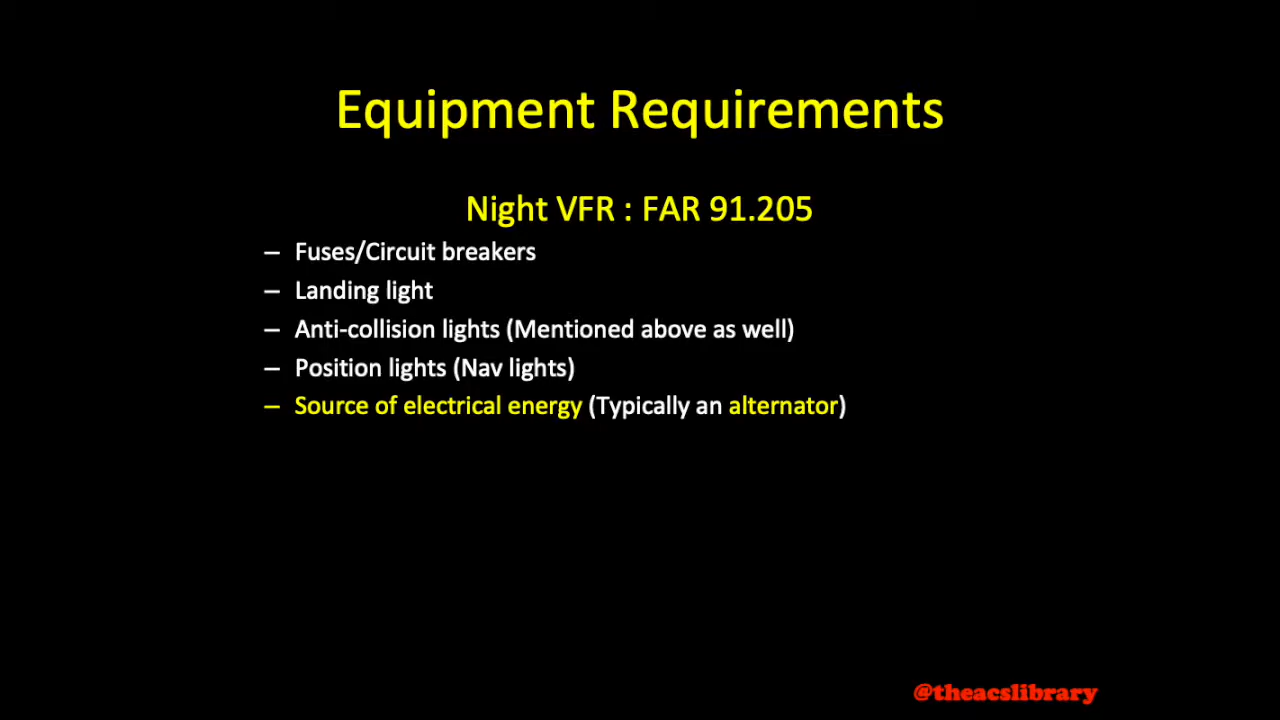 Equipment Requirements
Night VFR : FAR 91.205
– Fuses/Circuit breakers
– Landing light
– Anti-collision lights (Mentioned above as well)
– Position lights (Nav lights)
– Source of electrical energy (Typically an alternator)
@theacslibrary